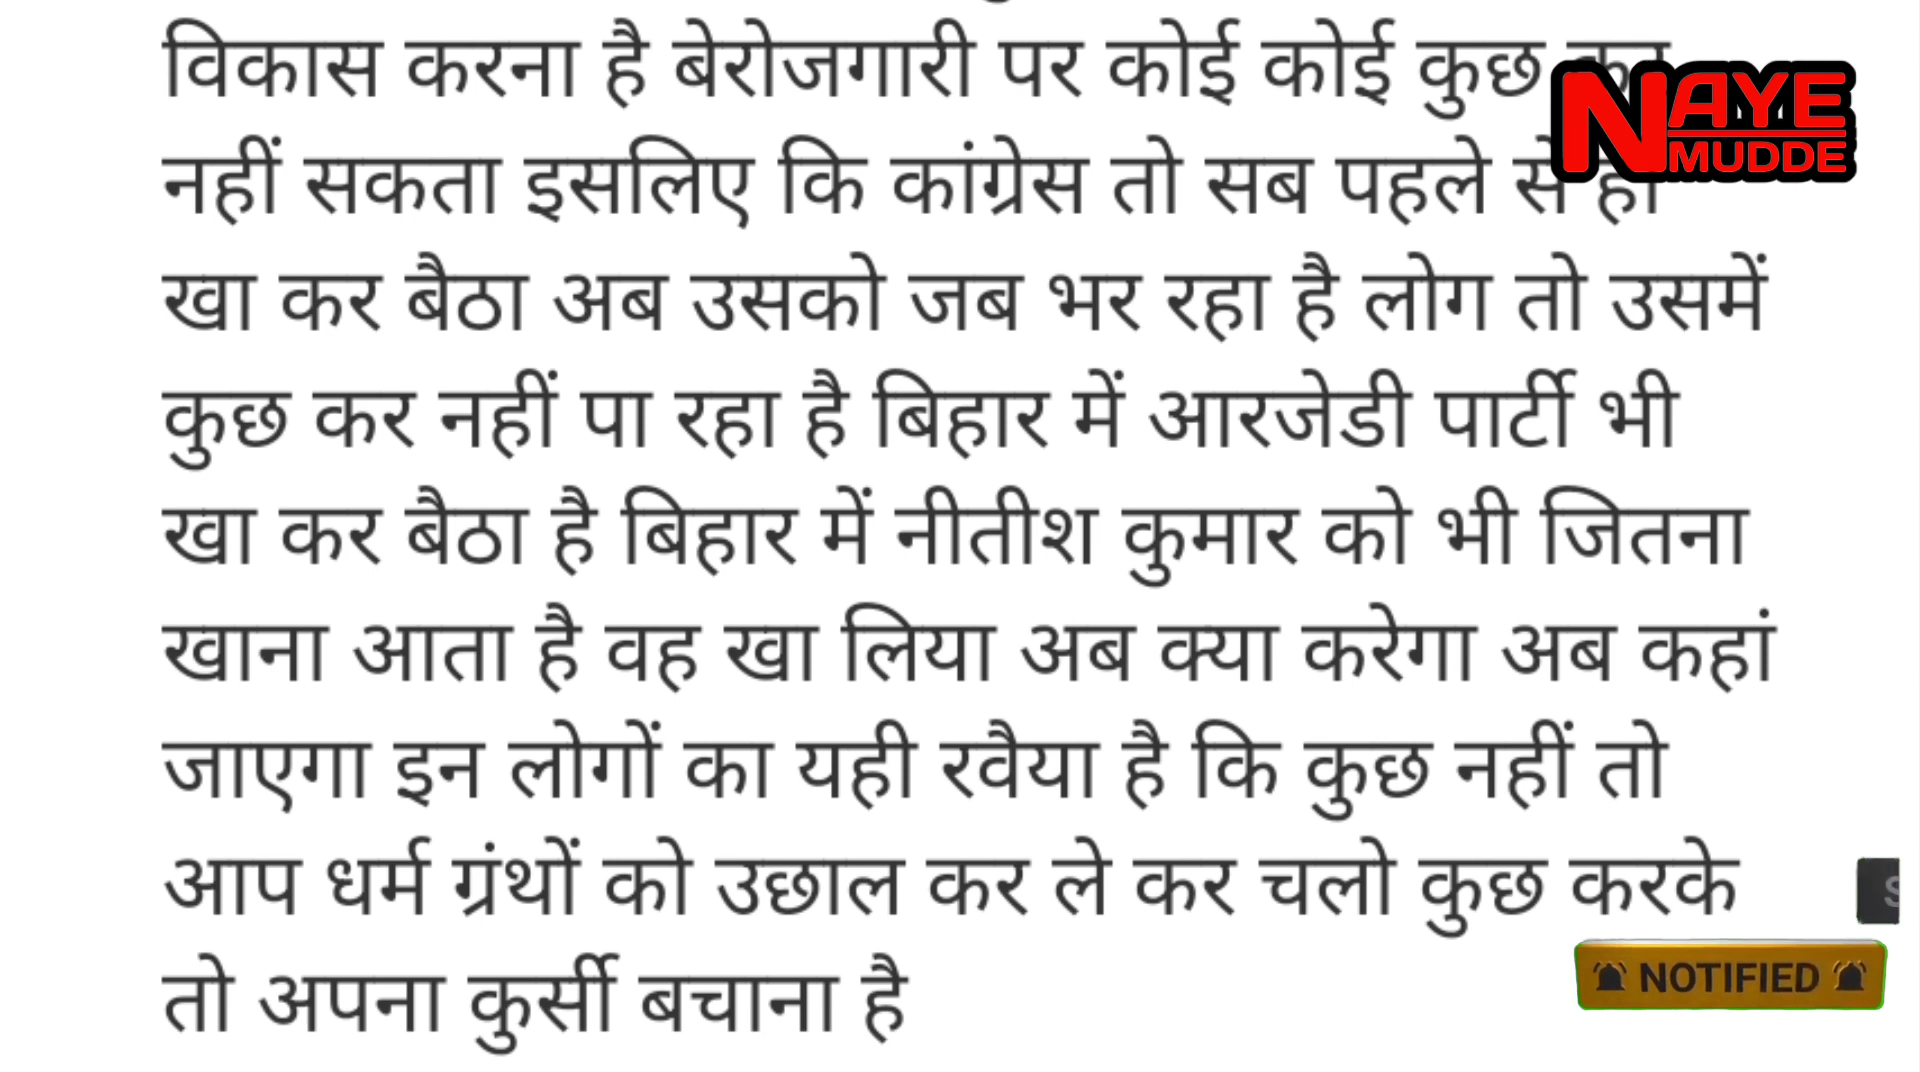 विकास करना है बेरोजगारी पर कोई कोई कुछ
नहीं सकता इसलिए कि कांग्रेस तो सब पहले से ही
खा कर बैठा अब उसको जब भर रहा है लोग तो उसमें
कुछ कर नहीं पा रहा है बिहार में आरजेडी पार्टी भी
खा कर बैठा है बिहार में नीतीश कुमार को भी जितना
खाना आता है वह खा लिया अब क्या करेगा अब कहां
जाएगा इन लोगों का यही रवैया है कि कुछ नहीं तो
आप धर्म ग्रंथों को उछाल कर ले कर चलो कुछ करके
तो अपना कुर्सी बचाना है
NAYE
MUDDE
NOTIFIED